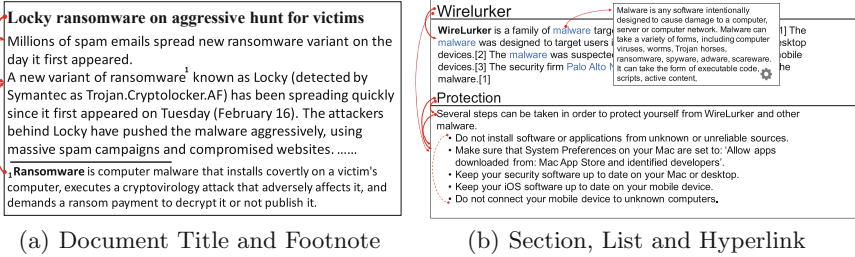 Locky ransomware on aggressive hunt for victims
Millions of spam emails spread new ransomware variant on the
day it first appeared.
A new variant of ransomware1 known as Locky (detected by
Symantec as Trojan.Cryptolocker.AF) has been spreading quickly
since it first appeared on Tuesday (February 16). The attackers
behind Locky have pushed the malware aggressively, using
massive spam campaigns and compromised websites. ......
1Ransomware is computer malware that installs covertly on a victim's
computer, executes a cryptovirology attack that adversely affects it, and
demands a ransom payment to decrypt it or not publish it.
(a) Document Title and Footnote
Wirelurker
WireLurker is a family of malware targ
1] The
malware was designed to target users i
esktop
devices.[2] The malware was suspected
mobile
devices.[3] The security firm Palo Alto N
the
malware.[1]
Malware is any software intentionally
designed to cause damage to a computer,
server or computer network. Malware can
take a variety of forms, including computer
viruses, worms, Trojan horses,
ransomware, spyware, adware, scareware.
It can take the form of executable code,
scripts, active content,
Protection
Several steps can be taken in order to protect yourself from WireLurker and other
malware.
• Do not install software or applications from unknown or unreliable sources.
• Make sure that System Preferences on your Mac are set to: 'Allow apps
downloaded from: Mac App Store and identified developers'.
• Keep your security software up to date on your Mac or desktop.
• Keep your iOS software up to date on your mobile device.
• Do not connect your mobile device to unknown computers.
(b) Section, List and Hyperlink